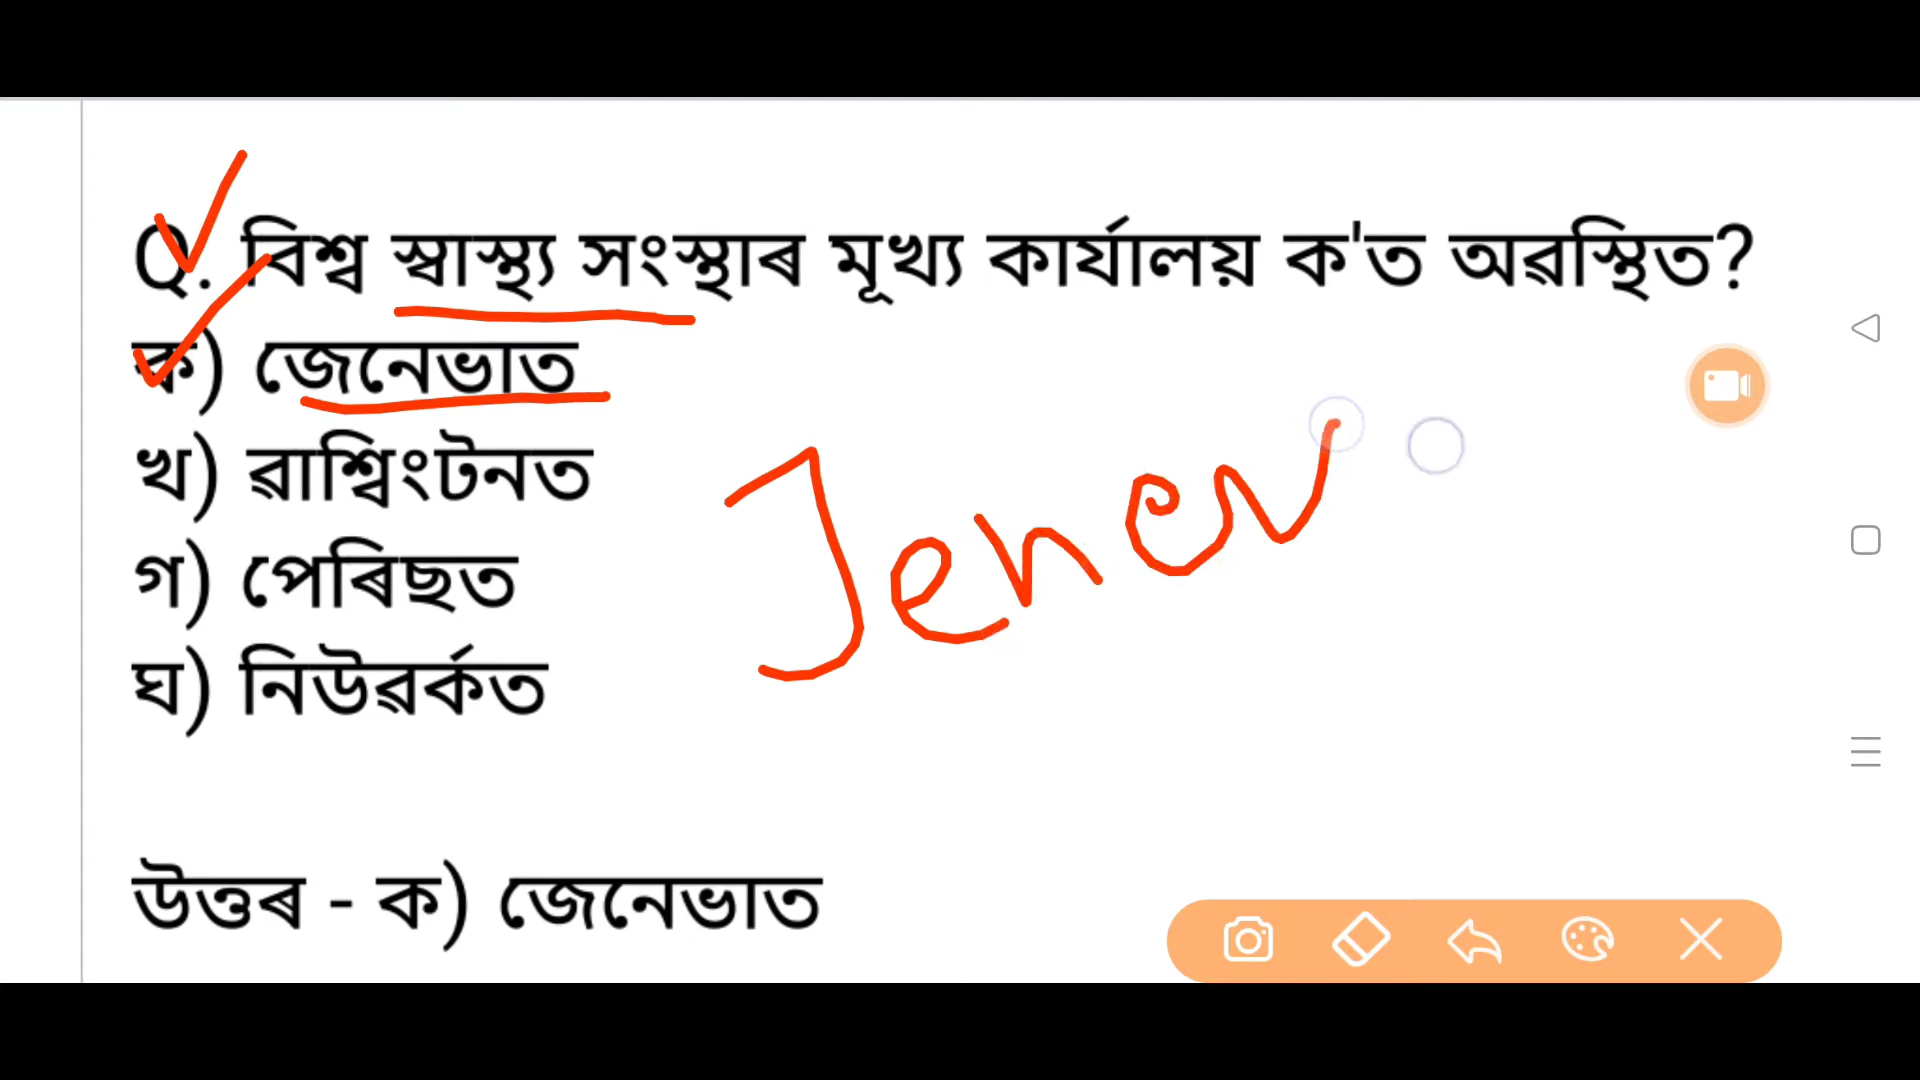 Q. বিশ্ব স্বাস্থ্য সংস্থাৰ মূখ্য কাৰ্যালয় ক'ত অৱস্থিত?
ক) জেনেভাত
খ) ৱাশ্বিংটনত
গ) পেৰিছত
ঘ) নিউৱৰ্কত
Jenev
উত্তৰ - ক) জেনেভাত